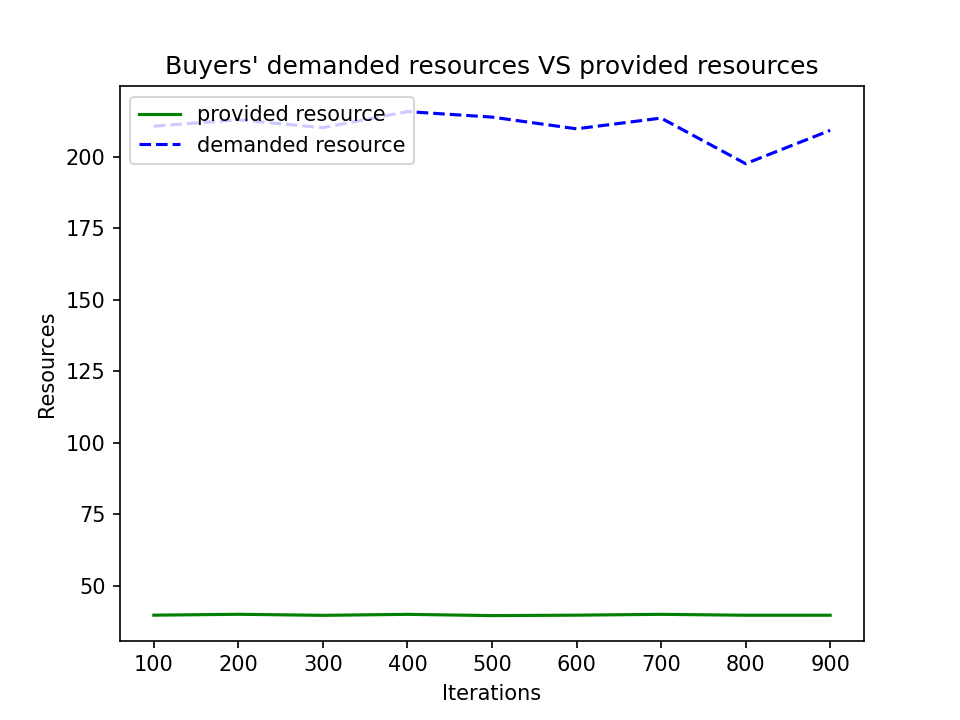 Buyers' demanded resources VS provided resources
provided resource
demanded resource
200
175
150
125
100
75
50
Resources
100 200 300 400 500 600 700 800 900
Iterations